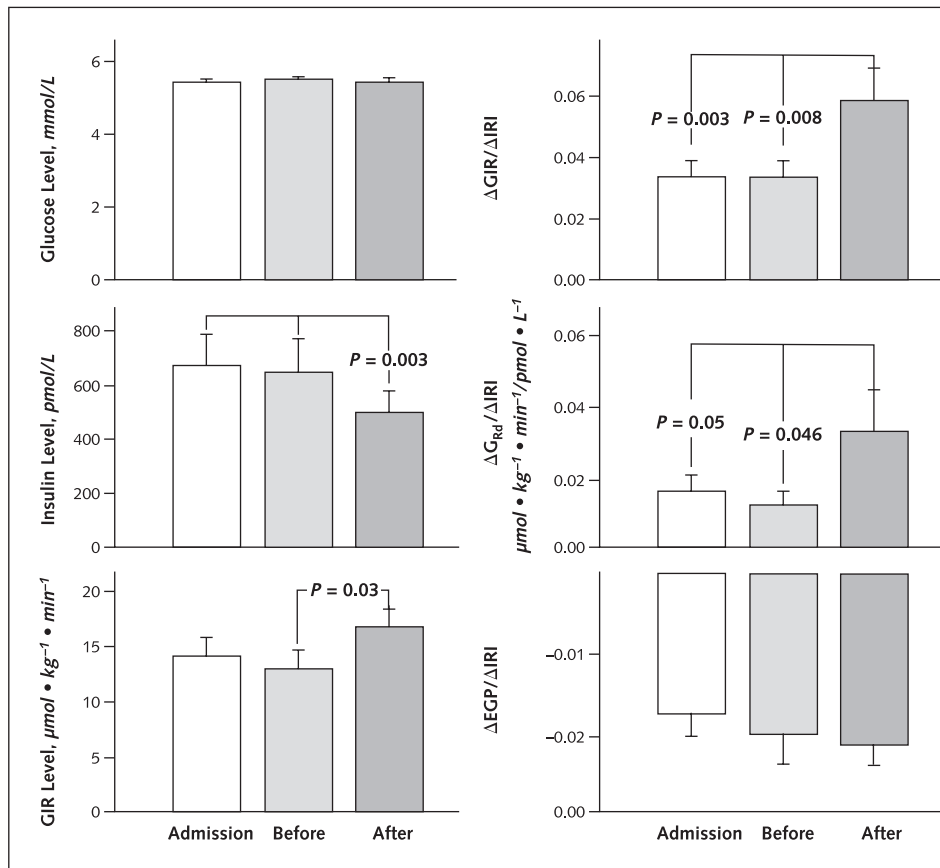 Glucose Level, mmol/L
6
4
2
0
ΔGIR/ΔIRI
0.06
0.04
0.02
0.00
P = 0.003
P = 0.008
Insulin Level, pmol/L
800
600
400
200
0
P = 0.003
ΔG_Rd/ΔIRI
μmol • kg⁻¹ • min⁻¹/pmol • L⁻¹
0.06
0.04
0.02
0.00
P = 0.05
P = 0.046
GIR Level, μmol • kg⁻¹ • min⁻¹
20
15
10
5
0
P = 0.03
Admission Before After
ΔEGP/ΔIRI
−0.01
−0.02
0.00
Admission Before After